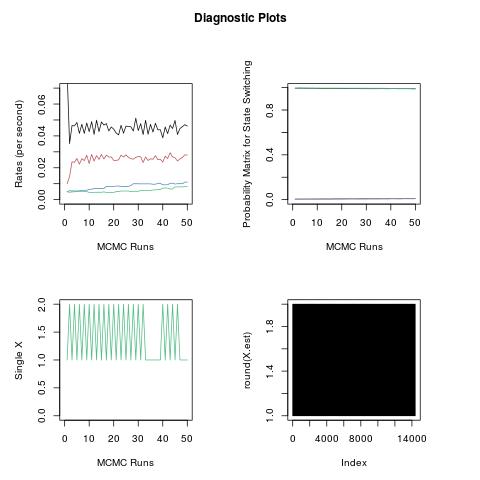 Diagnostic Plots
Rates (per second)
0.00 0.02 0.04 0.06
0 10 20 30 40 50
MCMC Runs
Probability Matrix for State Switching
0.0 0.4 0.8
0 10 20 30 40 50
MCMC Runs
Single X
0.0 0.5 1.0 1.5 2.0
0 10 20 30 40 50
MCMC Runs
round(X.est)
1.0 1.4 1.8
0 4000 8000 14000
Index